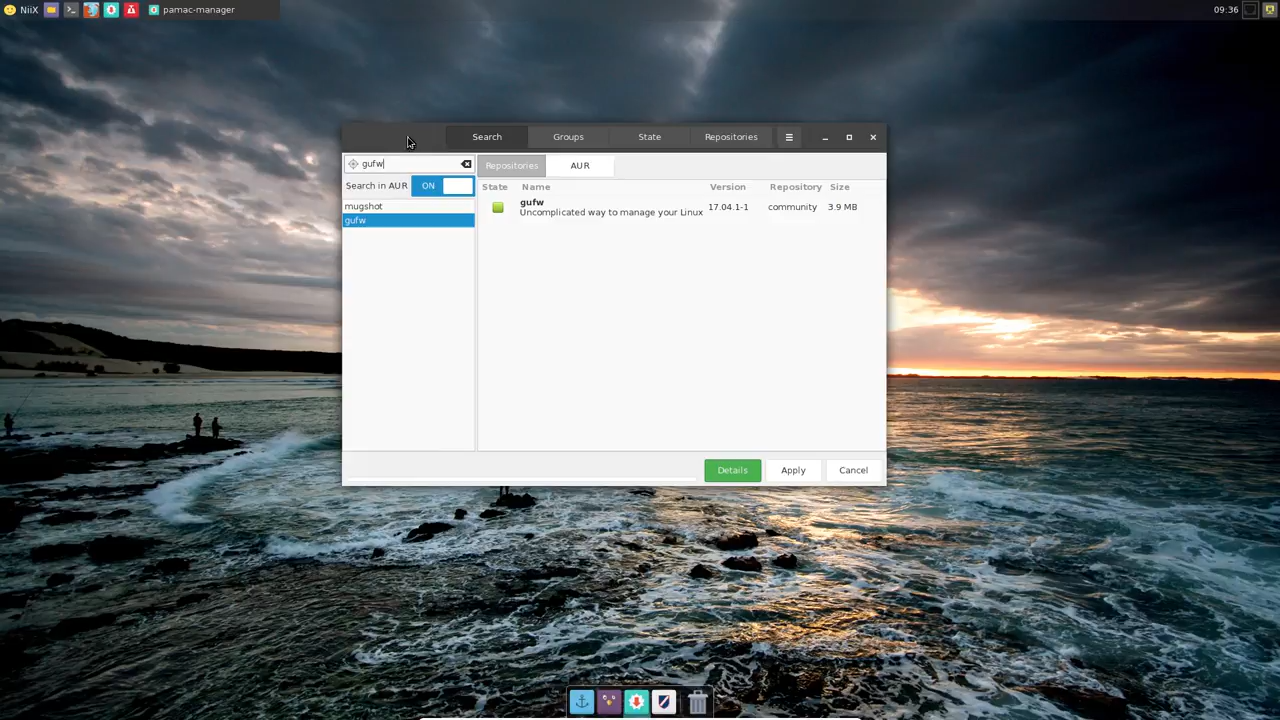 NiiX
pamac-manager
09:36
Search
Groups
State
Repositories
gufw
Repositories
AUR
Search in AUR
ON
State
Name
Version
Repository
Size
mugshot
gufw
gufw
Uncomplicated way to manage your Linux
17.04.1-1
community
3.9 MB
Details
Apply
Cancel